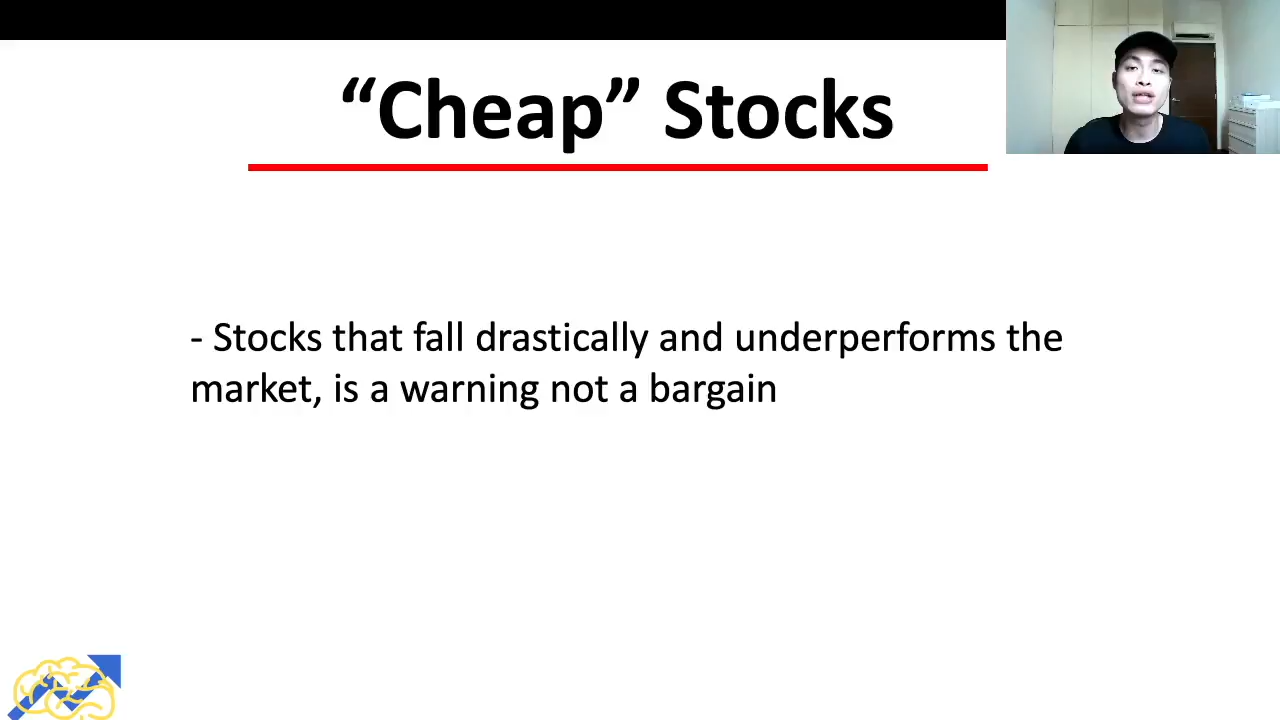 “Cheap” Stocks
- Stocks that fall drastically and underperforms the
market, is a warning not a bargain